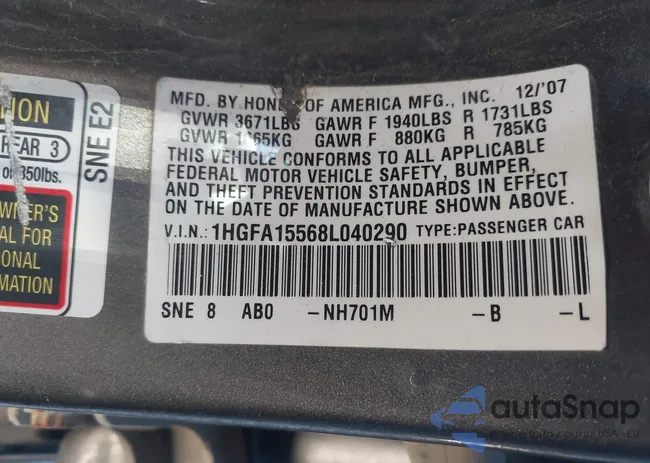 ION
REAR 3
or 850lbs.
WNER'S
AL FOR
ONAL
MATION
SNE E2
MFD. BY OF AMERICA MFG., INC. 12/'07
GVWR 3671LBS GAWR F 1940LBS R 1731LBS
GVWR GAWR F 880KG R 785KG
THIS VEHICLE CONFORMS TO ALL APPLICABLE
FEDERAL MOTOR VEHICLE SAFETY, BUMPER,
AND THEFT PREVENTION STANDARDS IN EFFECT
ON THE DATE OF MANUFACTURE SHOWN ABOVE.
V.I.N.: 1HGFA15568L040290 TYPE:PASSENGER CAR
SNE 8 AB0 -NH701M -B -L
autoSnap